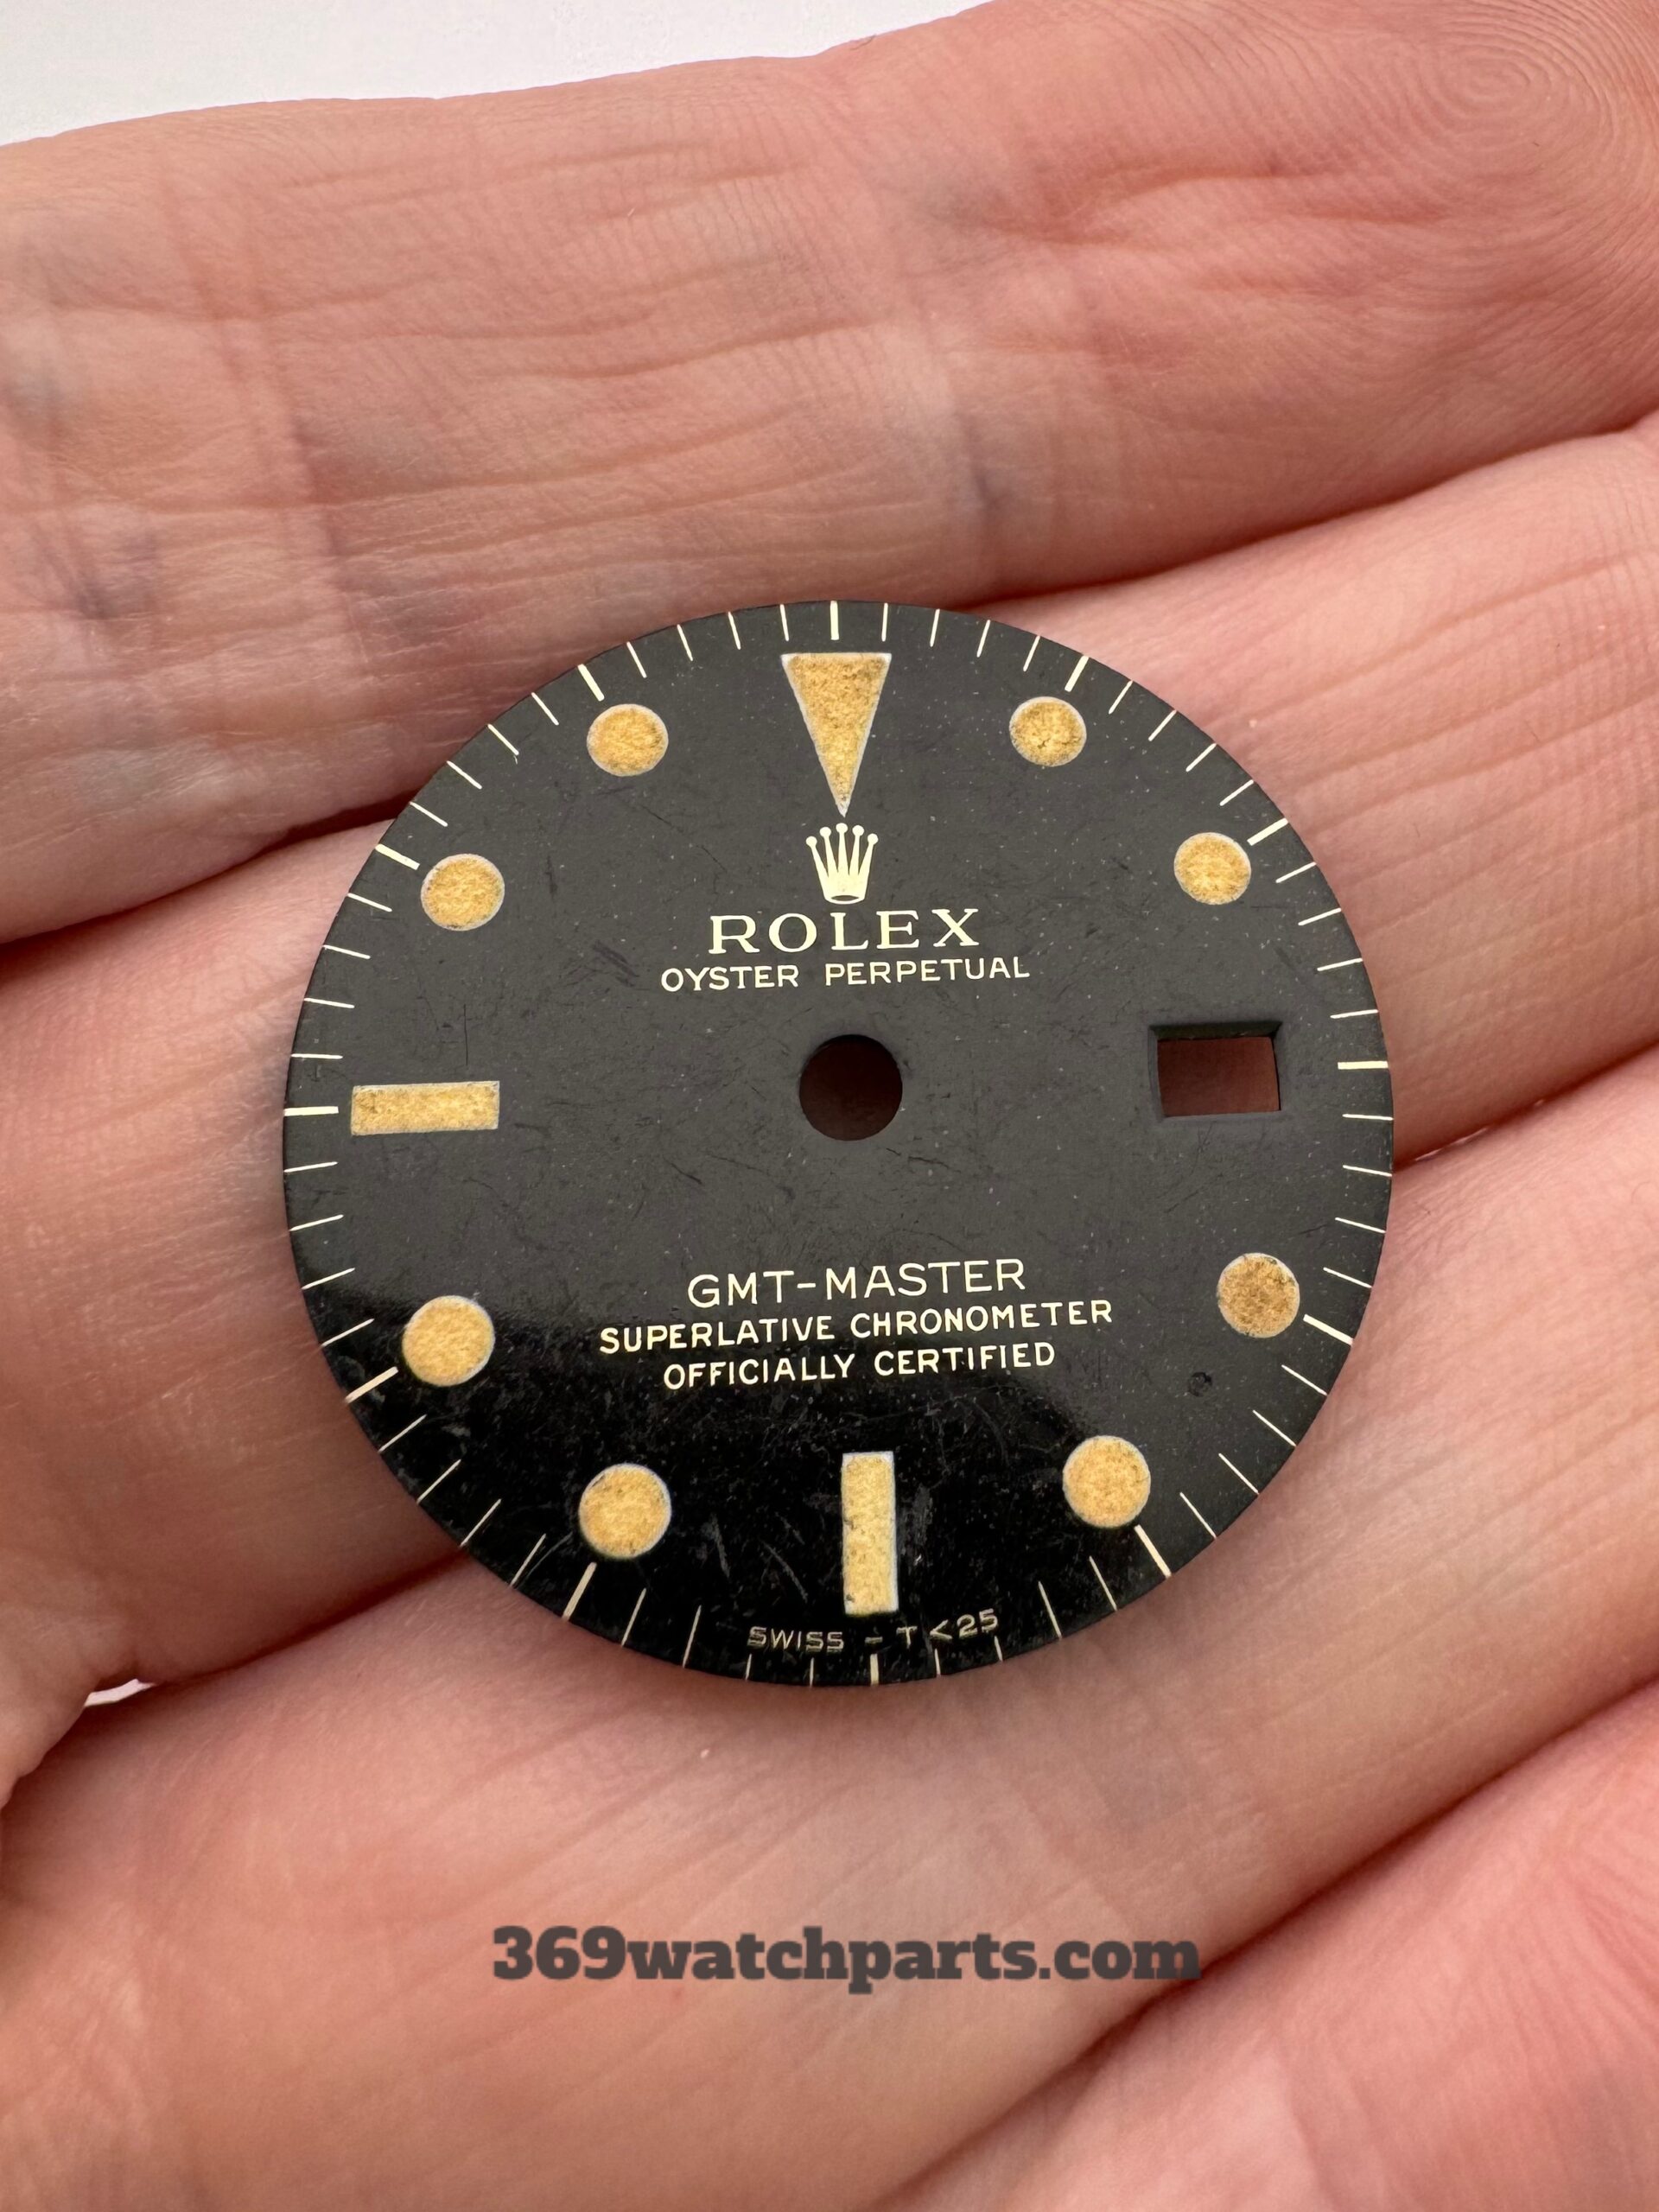 ROLEX
OYSTER PERPETUAL
GMT-MASTER
SUPERLATIVE CHRONOMETER
OFFICIALLY CERTIFIED
SWISS - T<25
369watchparts.com